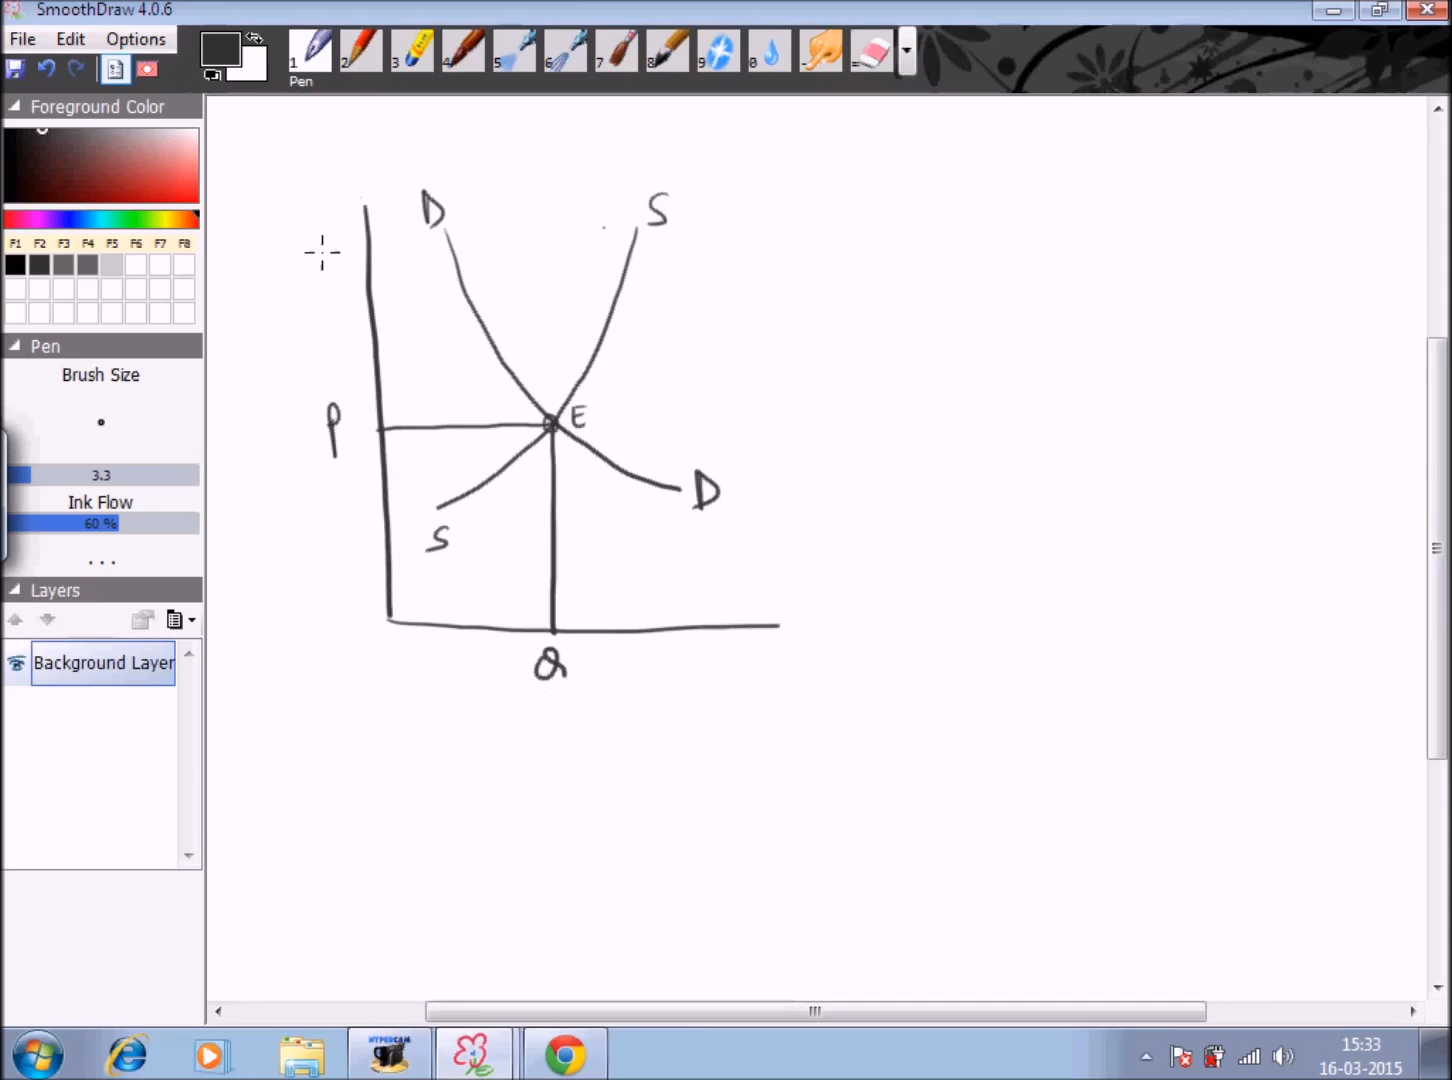 SmoothDraw 4.0.6
File Edit Options
1 2 3 4 5 6 7 8 9 0 - =
Pen
Foreground Color
F1 F2 F3 F4 F5 F6 F7 F8
Pen
Brush Size
3.3
Ink Flow
60 %
...
Layers
Background Layer
D S
P E
D
S
Q
HYPERCAM
15:33
16-03-2015